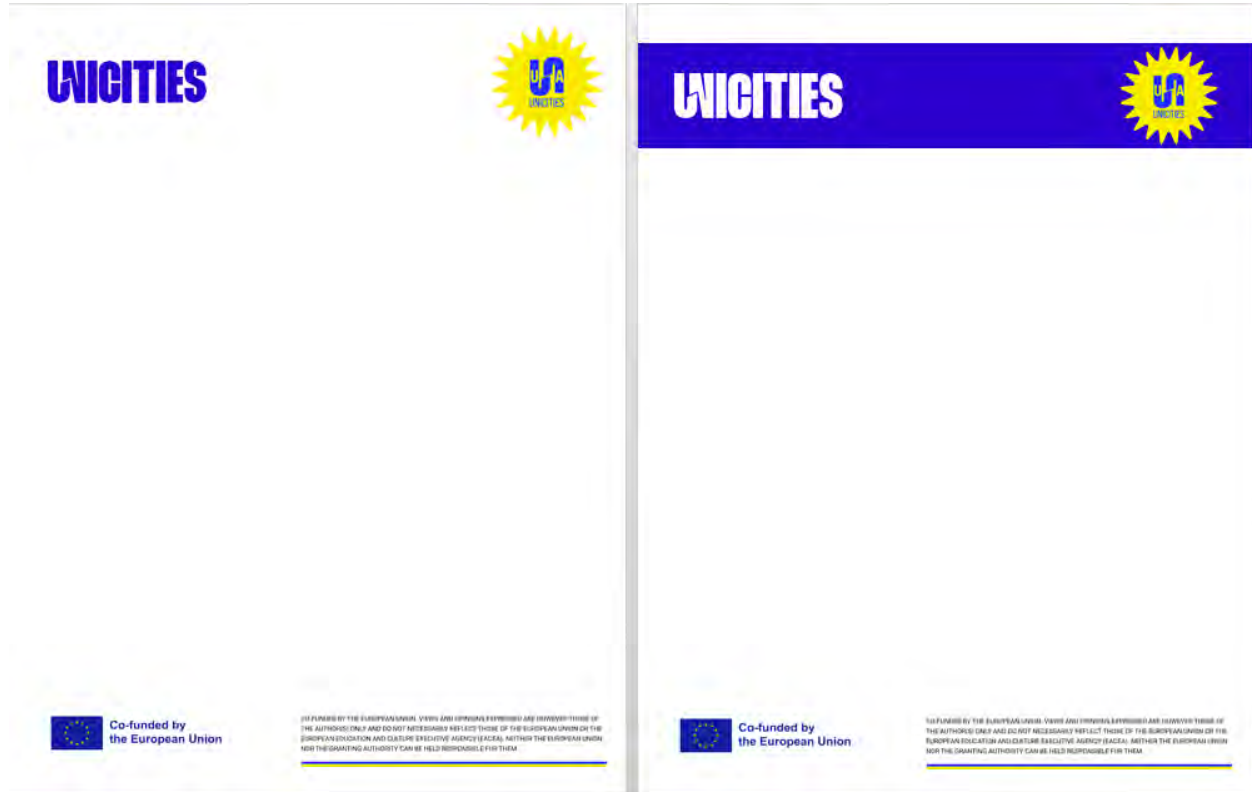 UNICITIES
U A
UNICITIES
Co-funded by
the European Union
CO-FUNDED BY THE EUROPEAN UNION. VIEWS AND OPINIONS EXPRESSED ARE HOWEVER THOSE OF
THE AUTHOR(S) ONLY AND DO NOT NECESSARILY REFLECT THOSE OF THE EUROPEAN UNION OR THE
EUROPEAN EDUCATION AND CULTURE EXECUTIVE AGENCY (EACEA). NEITHER THE EUROPEAN UNION
NOR THE GRANTING AUTHORITY CAN BE HELD RESPONSIBLE FOR THEM.
UNICITIES
U A
UNICITIES
Co-funded by
the European Union
CO-FUNDED BY THE EUROPEAN UNION. VIEWS AND OPINIONS EXPRESSED ARE HOWEVER THOSE OF
THE AUTHOR(S) ONLY AND DO NOT NECESSARILY REFLECT THOSE OF THE EUROPEAN UNION OR THE
EUROPEAN EDUCATION AND CULTURE EXECUTIVE AGENCY (EACEA). NEITHER THE EUROPEAN UNION
NOR THE GRANTING AUTHORITY CAN BE HELD RESPONSIBLE FOR THEM.